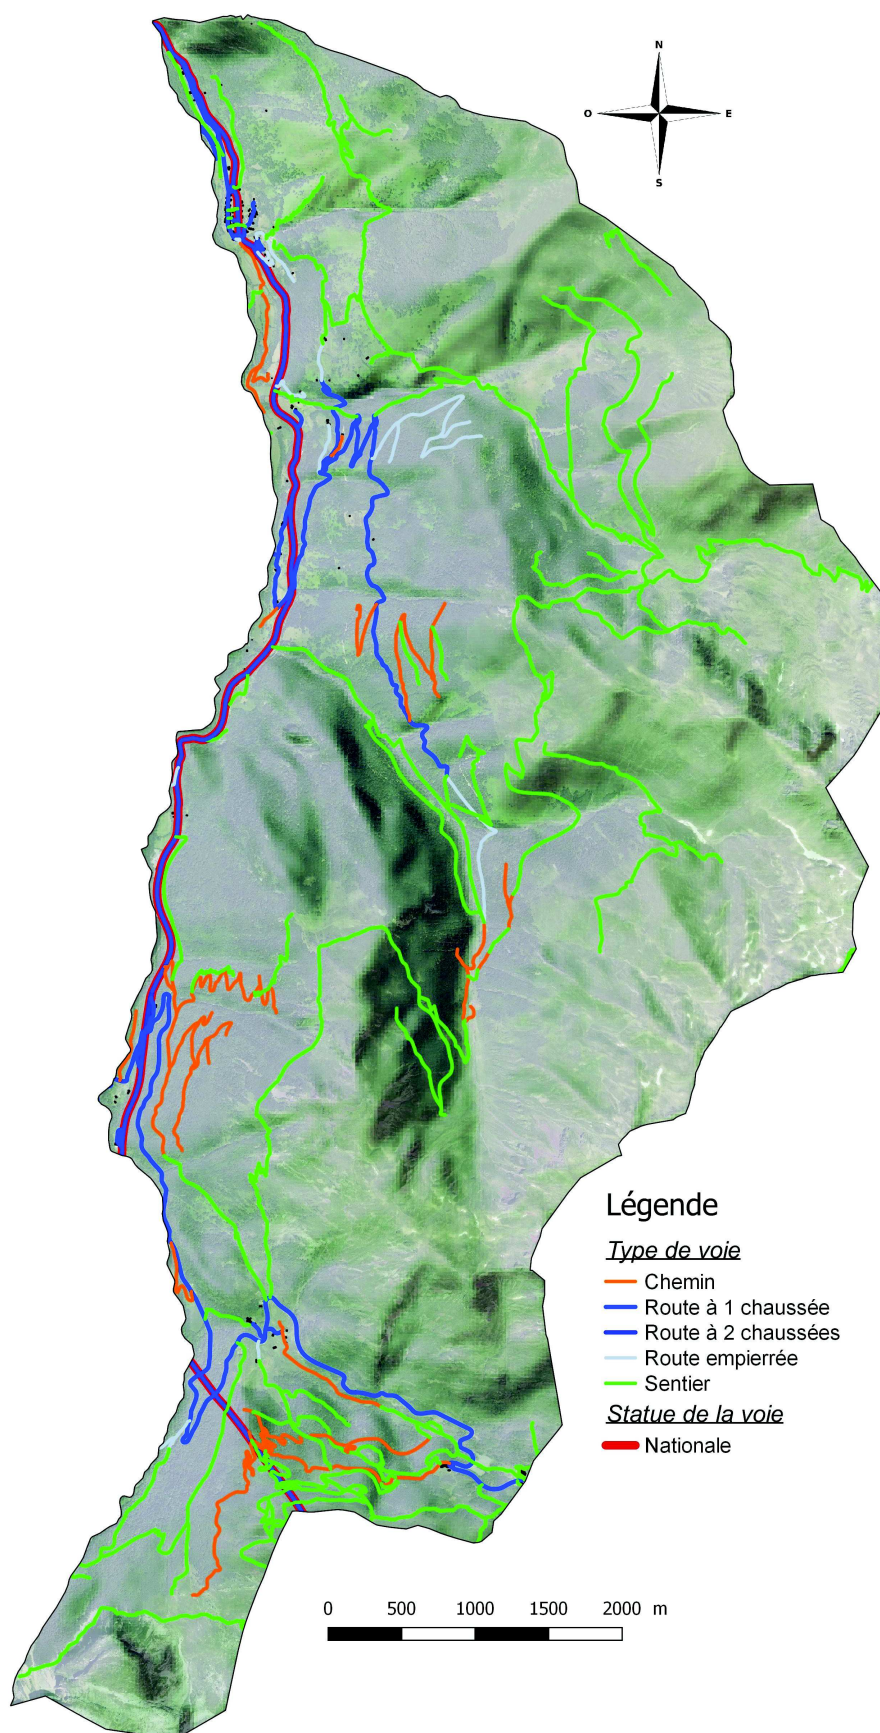 N
O
E
S
Légende
Type de voie
Chemin
Route à 1 chaussée
Route à 2 chaussées
Route empierrée
Sentier
Statue de la voie
Nationale
0 500 1000 1500 2000 m